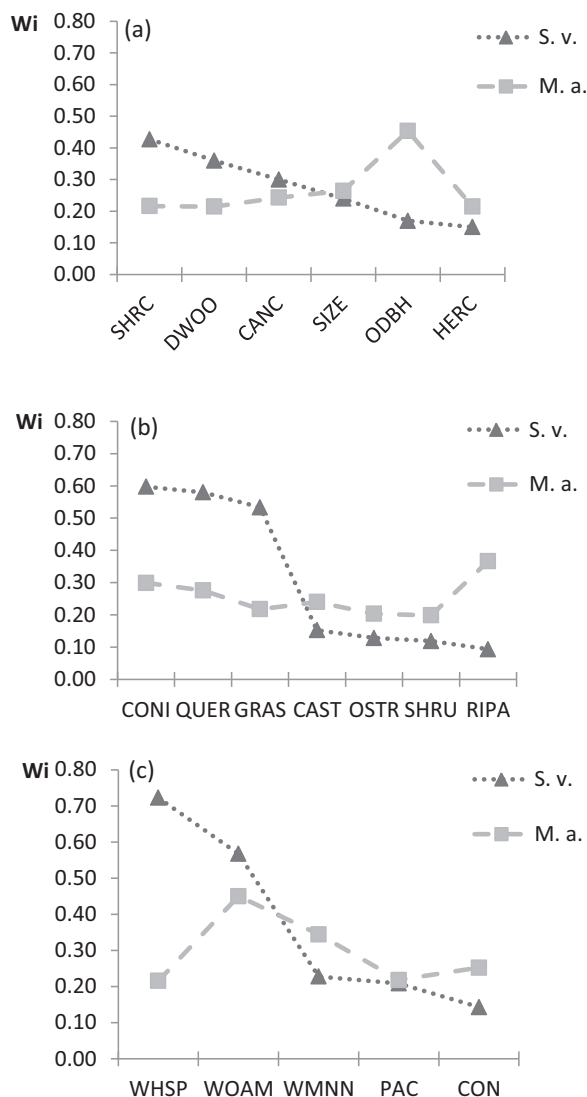 Wi
(a)
0.80
0.70
0.60
0.50
0.40
0.30
0.20
0.10
0.00
SHRC DWOO CANC SIZE ODBH HERC
S. v.
M. a.
Wi
(b)
0.80
0.70
0.60
0.50
0.40
0.30
0.20
0.10
0.00
CONI QUER GRAS CAST OSTR SHRU RIPA
S. v.
M. a.
Wi
(c)
0.80
0.70
0.60
0.50
0.40
0.30
0.20
0.10
0.00
WHSP WOAM WMNN PAC CON
S. v.
M. a.